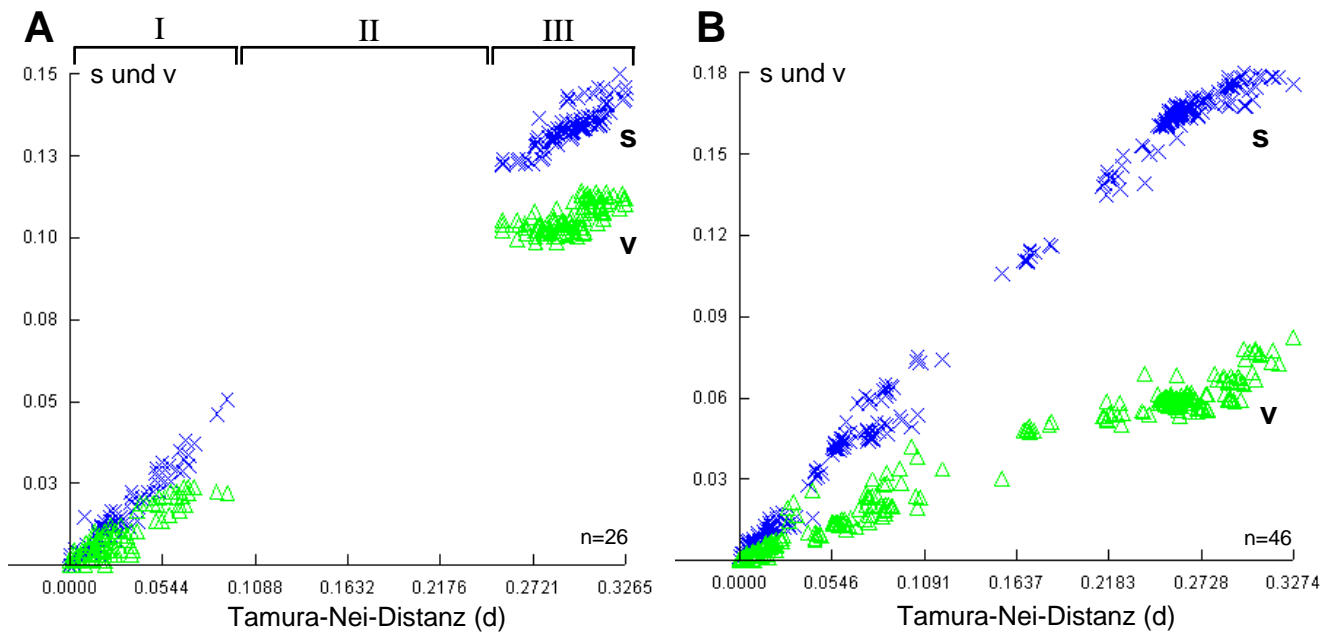 A
I II III
s und v
0.15
0.13
0.10
0.08
0.05
0.03
s
v
n=26
0.0000 0.0544 0.1088 0.1632 0.2176 0.2721 0.3265
Tamura-Nei-Distanz (d)
B
s und v
0.18
0.15
0.12
0.09
0.06
0.03
s
v
n=46
0.0000 0.0546 0.1091 0.1637 0.2183 0.2728 0.3274
Tamura-Nei-Distanz (d)